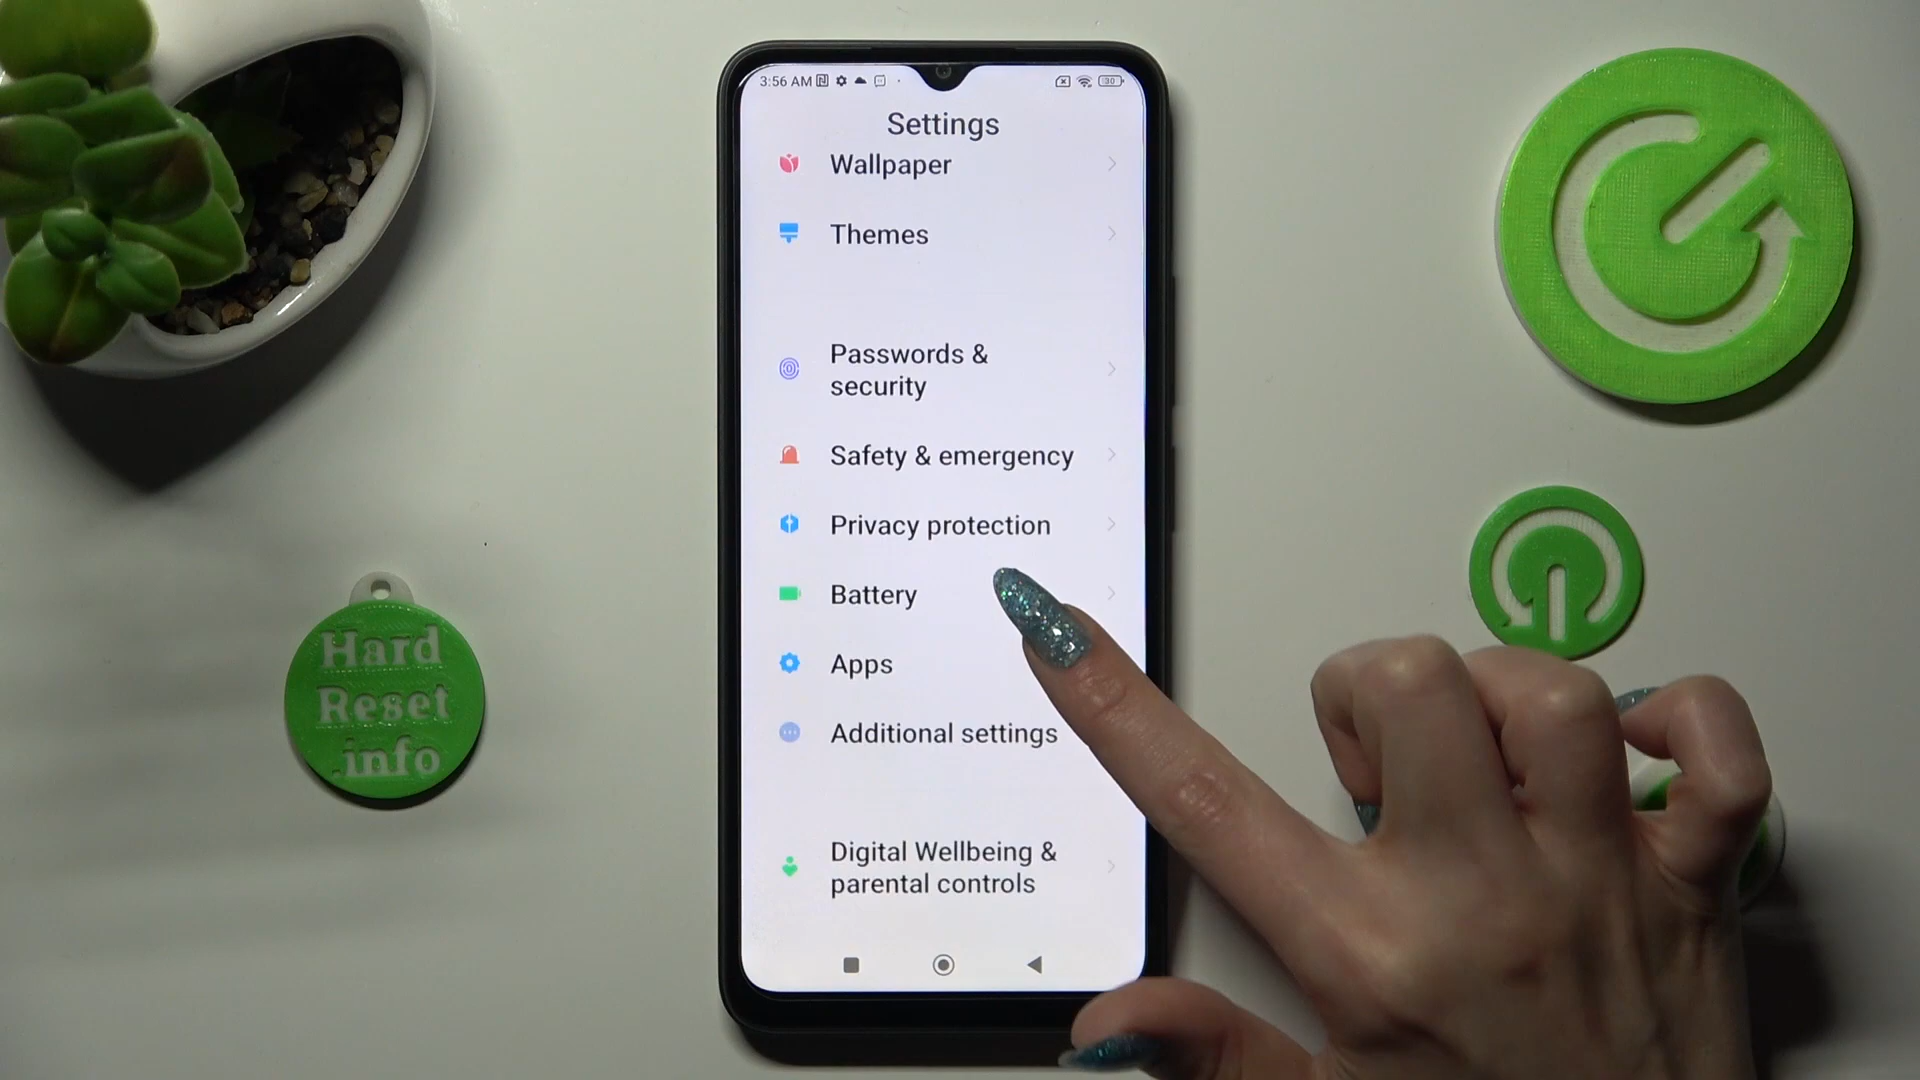 3:56 AM
30
Settings
Wallpaper
Themes
Passwords &
security
Safety & emergency
Privacy protection
Battery
Apps
Additional settings
Digital Wellbeing &
parental controls
Hard
Reset
.info